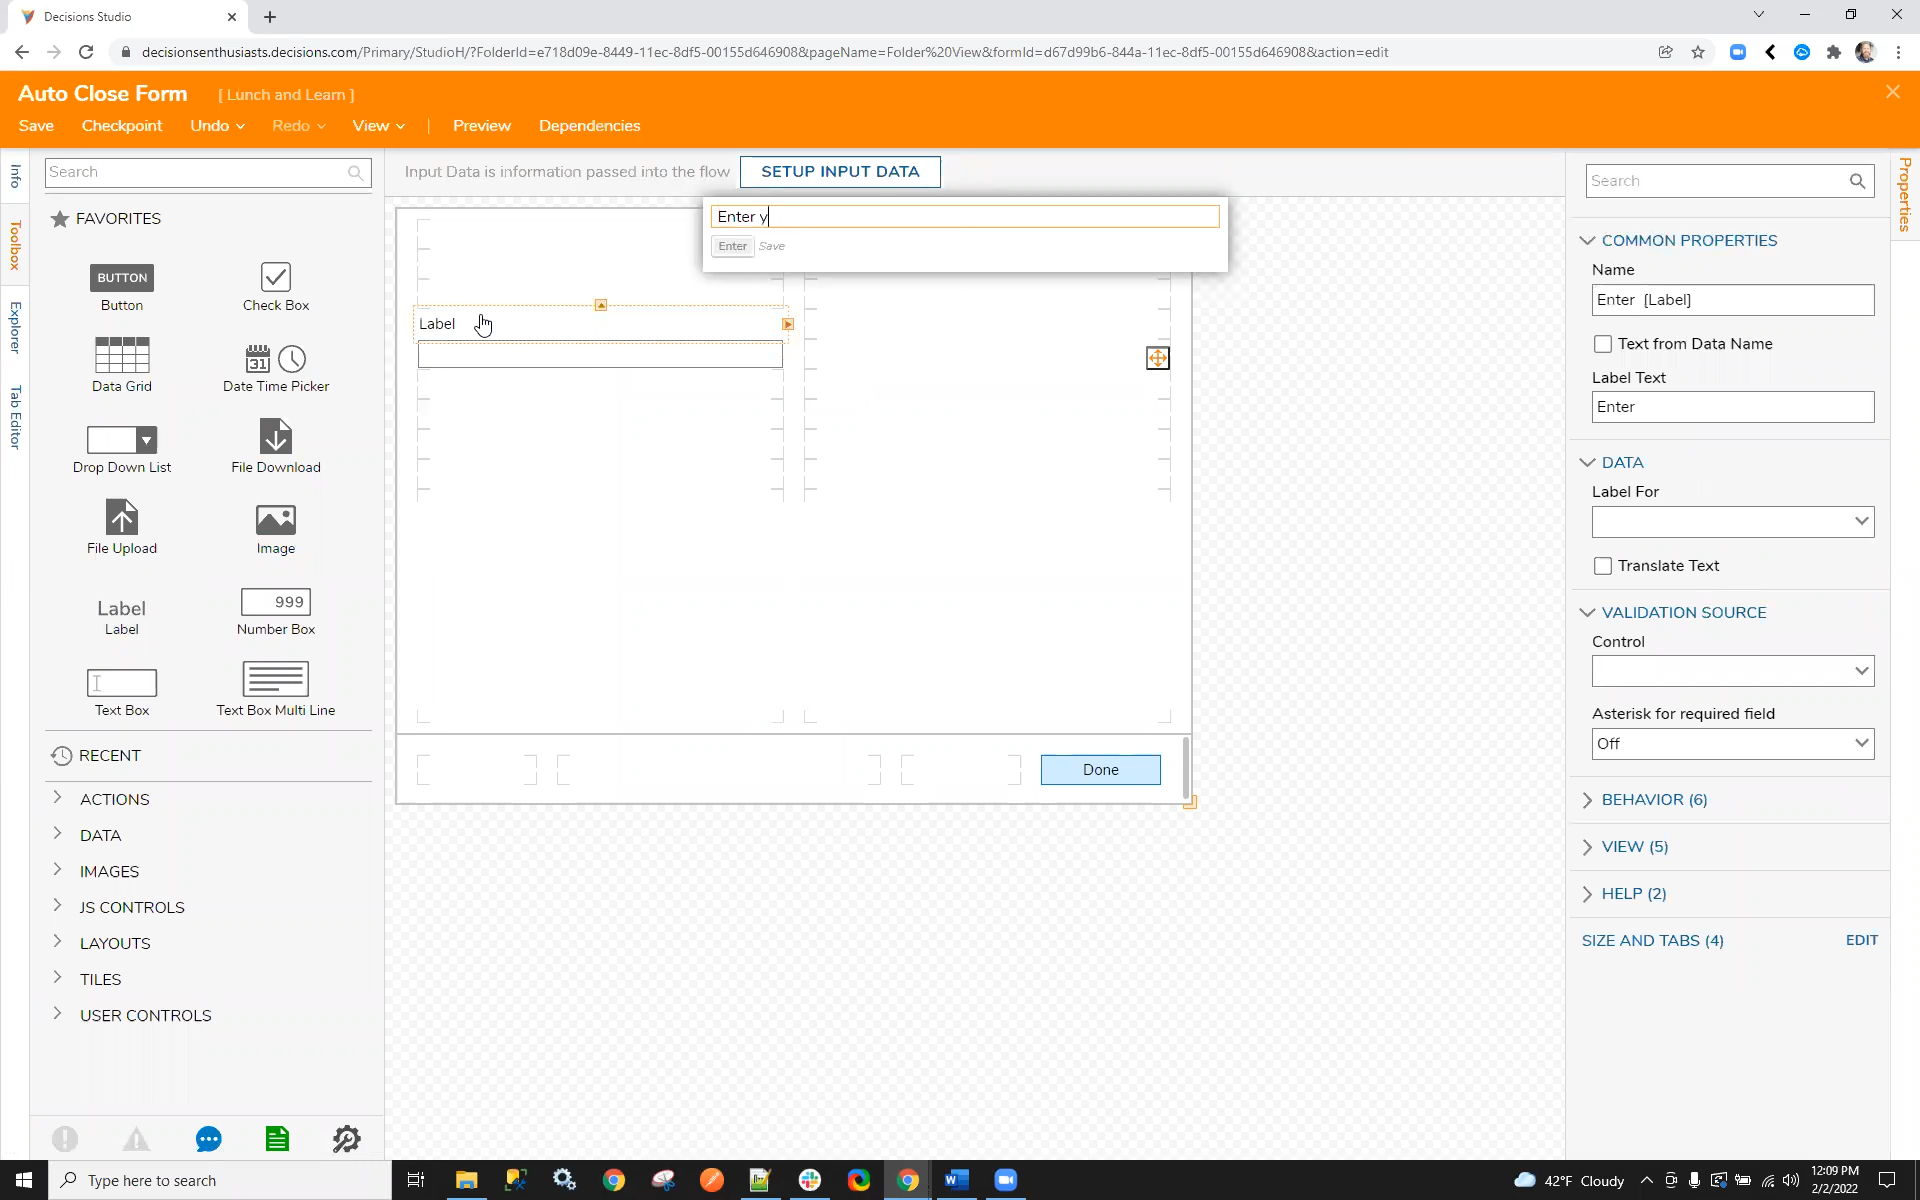 Decisions Studio
decisionsenthusiasts.decisions.com/Primary/StudioH/?FolderId=e718d09e-8449-11ec-8df5-00155d646908&pageName=Folder%20View&formId=d67d99b6-844a-11ec-8df5-00155d646908&action=edit
Auto Close Form [ Lunch and Learn ]
Save Checkpoint Undo Redo View | Preview Dependencies
Info
Toolbox
Explorer
Tab Editor
Search
FAVORITES
BUTTON
Button
Check Box
Data Grid
31
Date Time Picker
Drop Down List
File Download
File Upload
Image
Label
Label
999
Number Box
Text Box
Text Box Multi Line
RECENT
ACTIONS
DATA
IMAGES
JS CONTROLS
LAYOUTS
TILES
USER CONTROLS
Input Data is information passed into the flow SETUP INPUT DATA
Enter y
Enter Save
Label
Done
Properties
Search
COMMON PROPERTIES
Name
Enter [Label]
Text from Data Name
Label Text
Enter
DATA
Label For
Translate Text
VALIDATION SOURCE
Control
Asterisk for required field
Off
BEHAVIOR (6)
VIEW (5)
HELP (2)
SIZE AND TABS (4) EDIT
Type here to search
42°F Cloudy
12:09 PM
2/2/2022